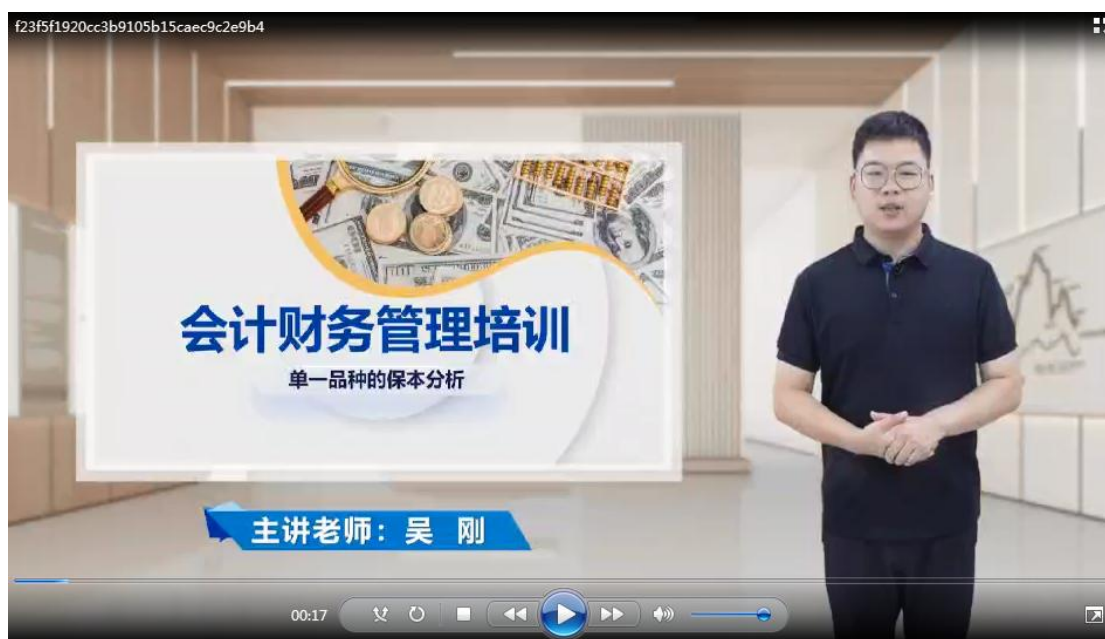 f23f5f1920cc3b9105b15caec9c2e9b4
会计财务管理培训
单一品种的保本分析
主讲老师：吴 刚
00:17